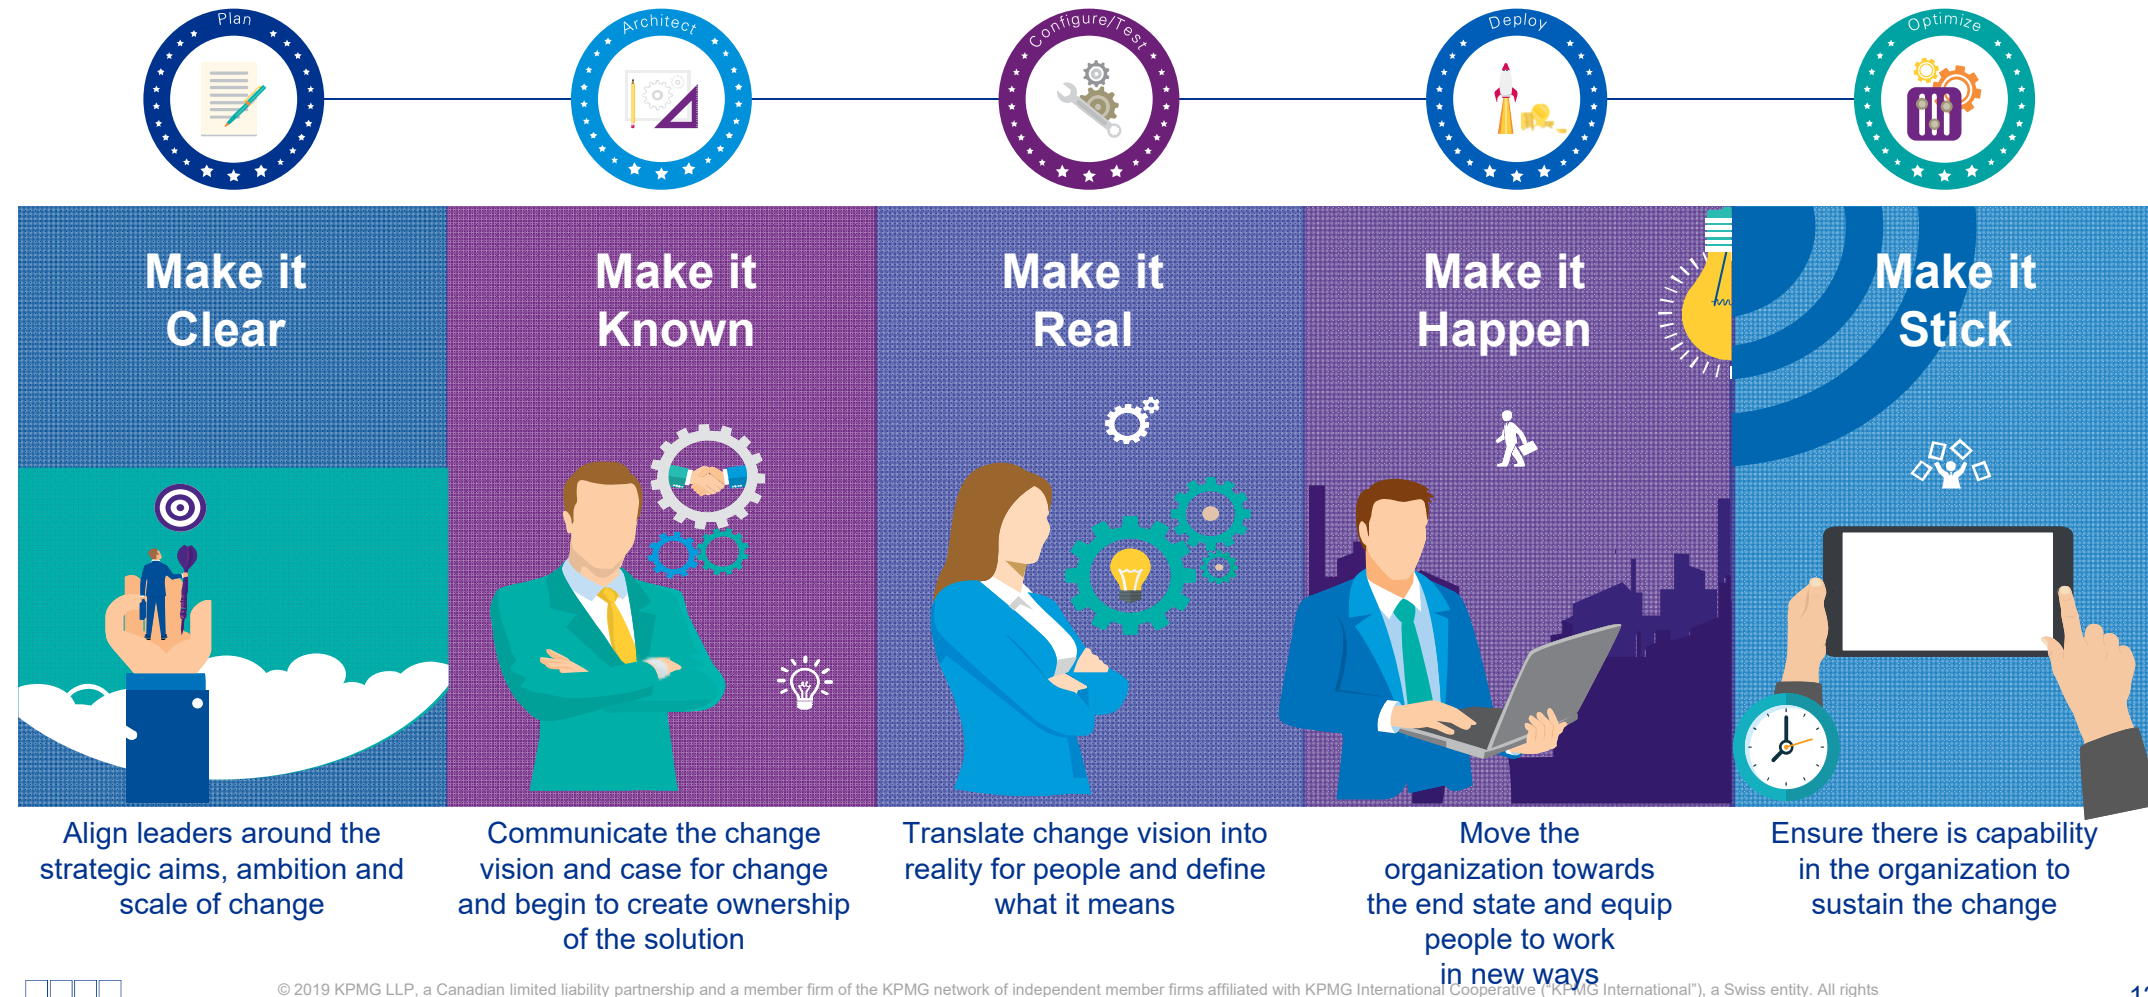 Plan
Architect
Configure/Test
Deploy
Optimize
Make it
Clear
Make it
Known
Make it
Real
Make it
Happen
Make it
Stick
Align leaders around the
strategic aims, ambition and
scale of change
Communicate the change
vision and case for change
and begin to create ownership
of the solution
Translate change vision into
reality for people and define
what it means
Move the
organization towards
the end state and equip
people to work
in new ways
Ensure there is capability
in the organization to
sustain the change
© 2019 KPMG LLP, a Canadian limited liability partnership and a member firm of the KPMG network of independent member firms affiliated with KPMG International Cooperative (“KPMG International”), a Swiss entity. All rights